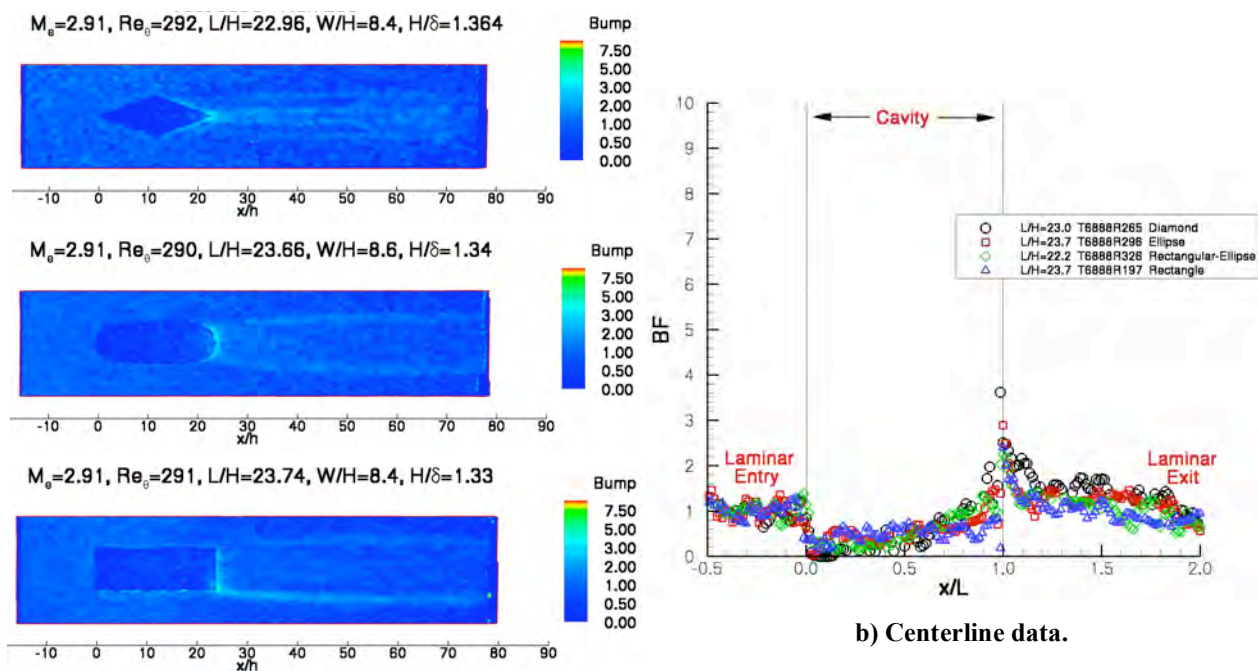 Mₑ=2.91, Re_θ=292, L/H=22.96, W/H=8.4, H/δ=1.364
Bump
7.50
5.00
3.00
2.00
1.00
0.50
0.00
-10 0 10 20 30 40 50 60 70 80 90
x/h
Mₑ=2.91, Re_θ=290, L/H=23.66, W/H=8.6, H/δ=1.34
Bump
7.50
5.00
3.00
2.00
1.00
0.50
0.00
-10 0 10 20 30 40 50 60 70 80 90
x/h
Mₑ=2.91, Re_θ=291, L/H=23.74, W/H=8.4, H/δ=1.33
Bump
7.50
5.00
3.00
2.00
1.00
0.50
0.00
-10 0 10 20 30 40 50 60 70 80 90
x/h
10
9
8
7
6
5
4
3
2
1
0
BF
Cavity
L/H=23.0 T6888R265 Diamond
L/H=23.7 T6888R296 Ellipse
L/H=22.2 T6888R326 Rectangular-Ellipse
L/H=23.7 T6888R197 Rectangle
Laminar
Entry
Laminar
Exit
-0.5 0.0 0.5 1.0 1.5 2.0
x/L
b) Centerline data.